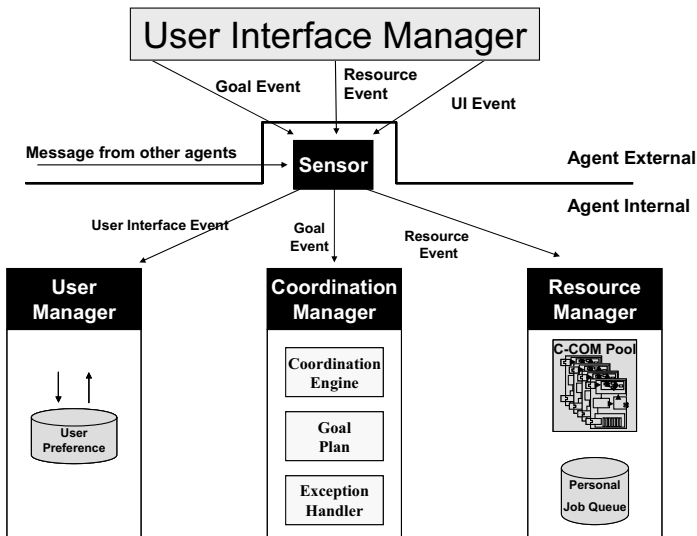 User Interface Manager
Goal Event
Resource
Event
UI Event
Message from other agents
Sensor
Agent External
Agent Internal
User Interface Event
Goal
Event
Resource
Event
User
Manager
Coordination
Manager
Resource
Manager
User
Preference
Coordination
Engine
Goal
Plan
Exception
Handler
C-COM Pool
Personal
Job Queue